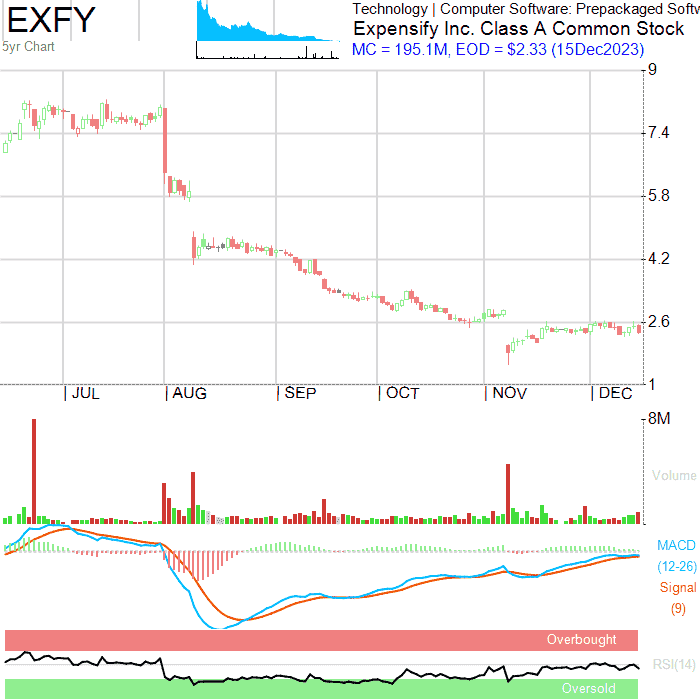 EXFY
5yr Chart
Technology | Computer Software: Prepackaged Softw
Expensify Inc. Class A Common Stock
MC = 195.1M, EOD = $2.33 (15Dec2023)
9
7.4
5.8
4.2
2.6
1
JUL
AUG
SEP
OCT
NOV
DEC
8M
Volume
MACD
(12-26)
Signal
(9)
Overbought
RSI(14)
Oversold